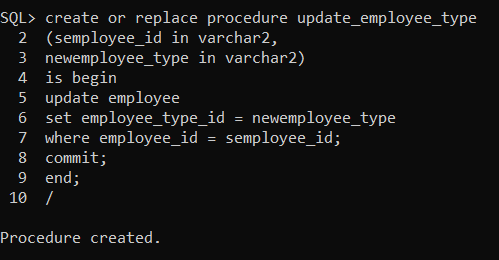 SQL> create or replace procedure update_employee_type
2 (semployee_id in varchar2,
3 newemployee_type in varchar2)
4 is begin
5 update employee
6 set employee_type_id = newemployee_type
7 where employee_id = semployee_id;
8 commit;
9 end;
10 /
Procedure created.